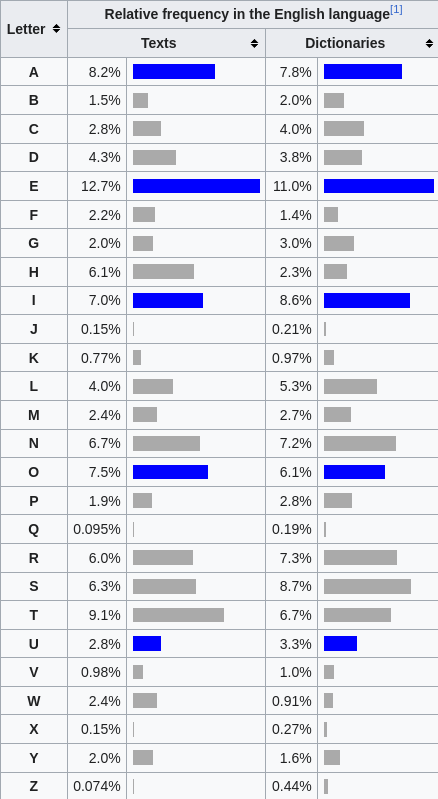 Letter Relative frequency in the English language[1]
Texts Dictionaries
A 8.2% 7.8%
B 1.5% 2.0%
C 2.8% 4.0%
D 4.3% 3.8%
E 12.7% 11.0%
F 2.2% 1.4%
G 2.0% 3.0%
H 6.1% 2.3%
I 7.0% 8.6%
J 0.15% 0.21%
K 0.77% 0.97%
L 4.0% 5.3%
M 2.4% 2.7%
N 6.7% 7.2%
O 7.5% 6.1%
P 1.9% 2.8%
Q 0.095% 0.19%
R 6.0% 7.3%
S 6.3% 8.7%
T 9.1% 6.7%
U 2.8% 3.3%
V 0.98% 1.0%
W 2.4% 0.91%
X 0.15% 0.27%
Y 2.0% 1.6%
Z 0.074% 0.44%